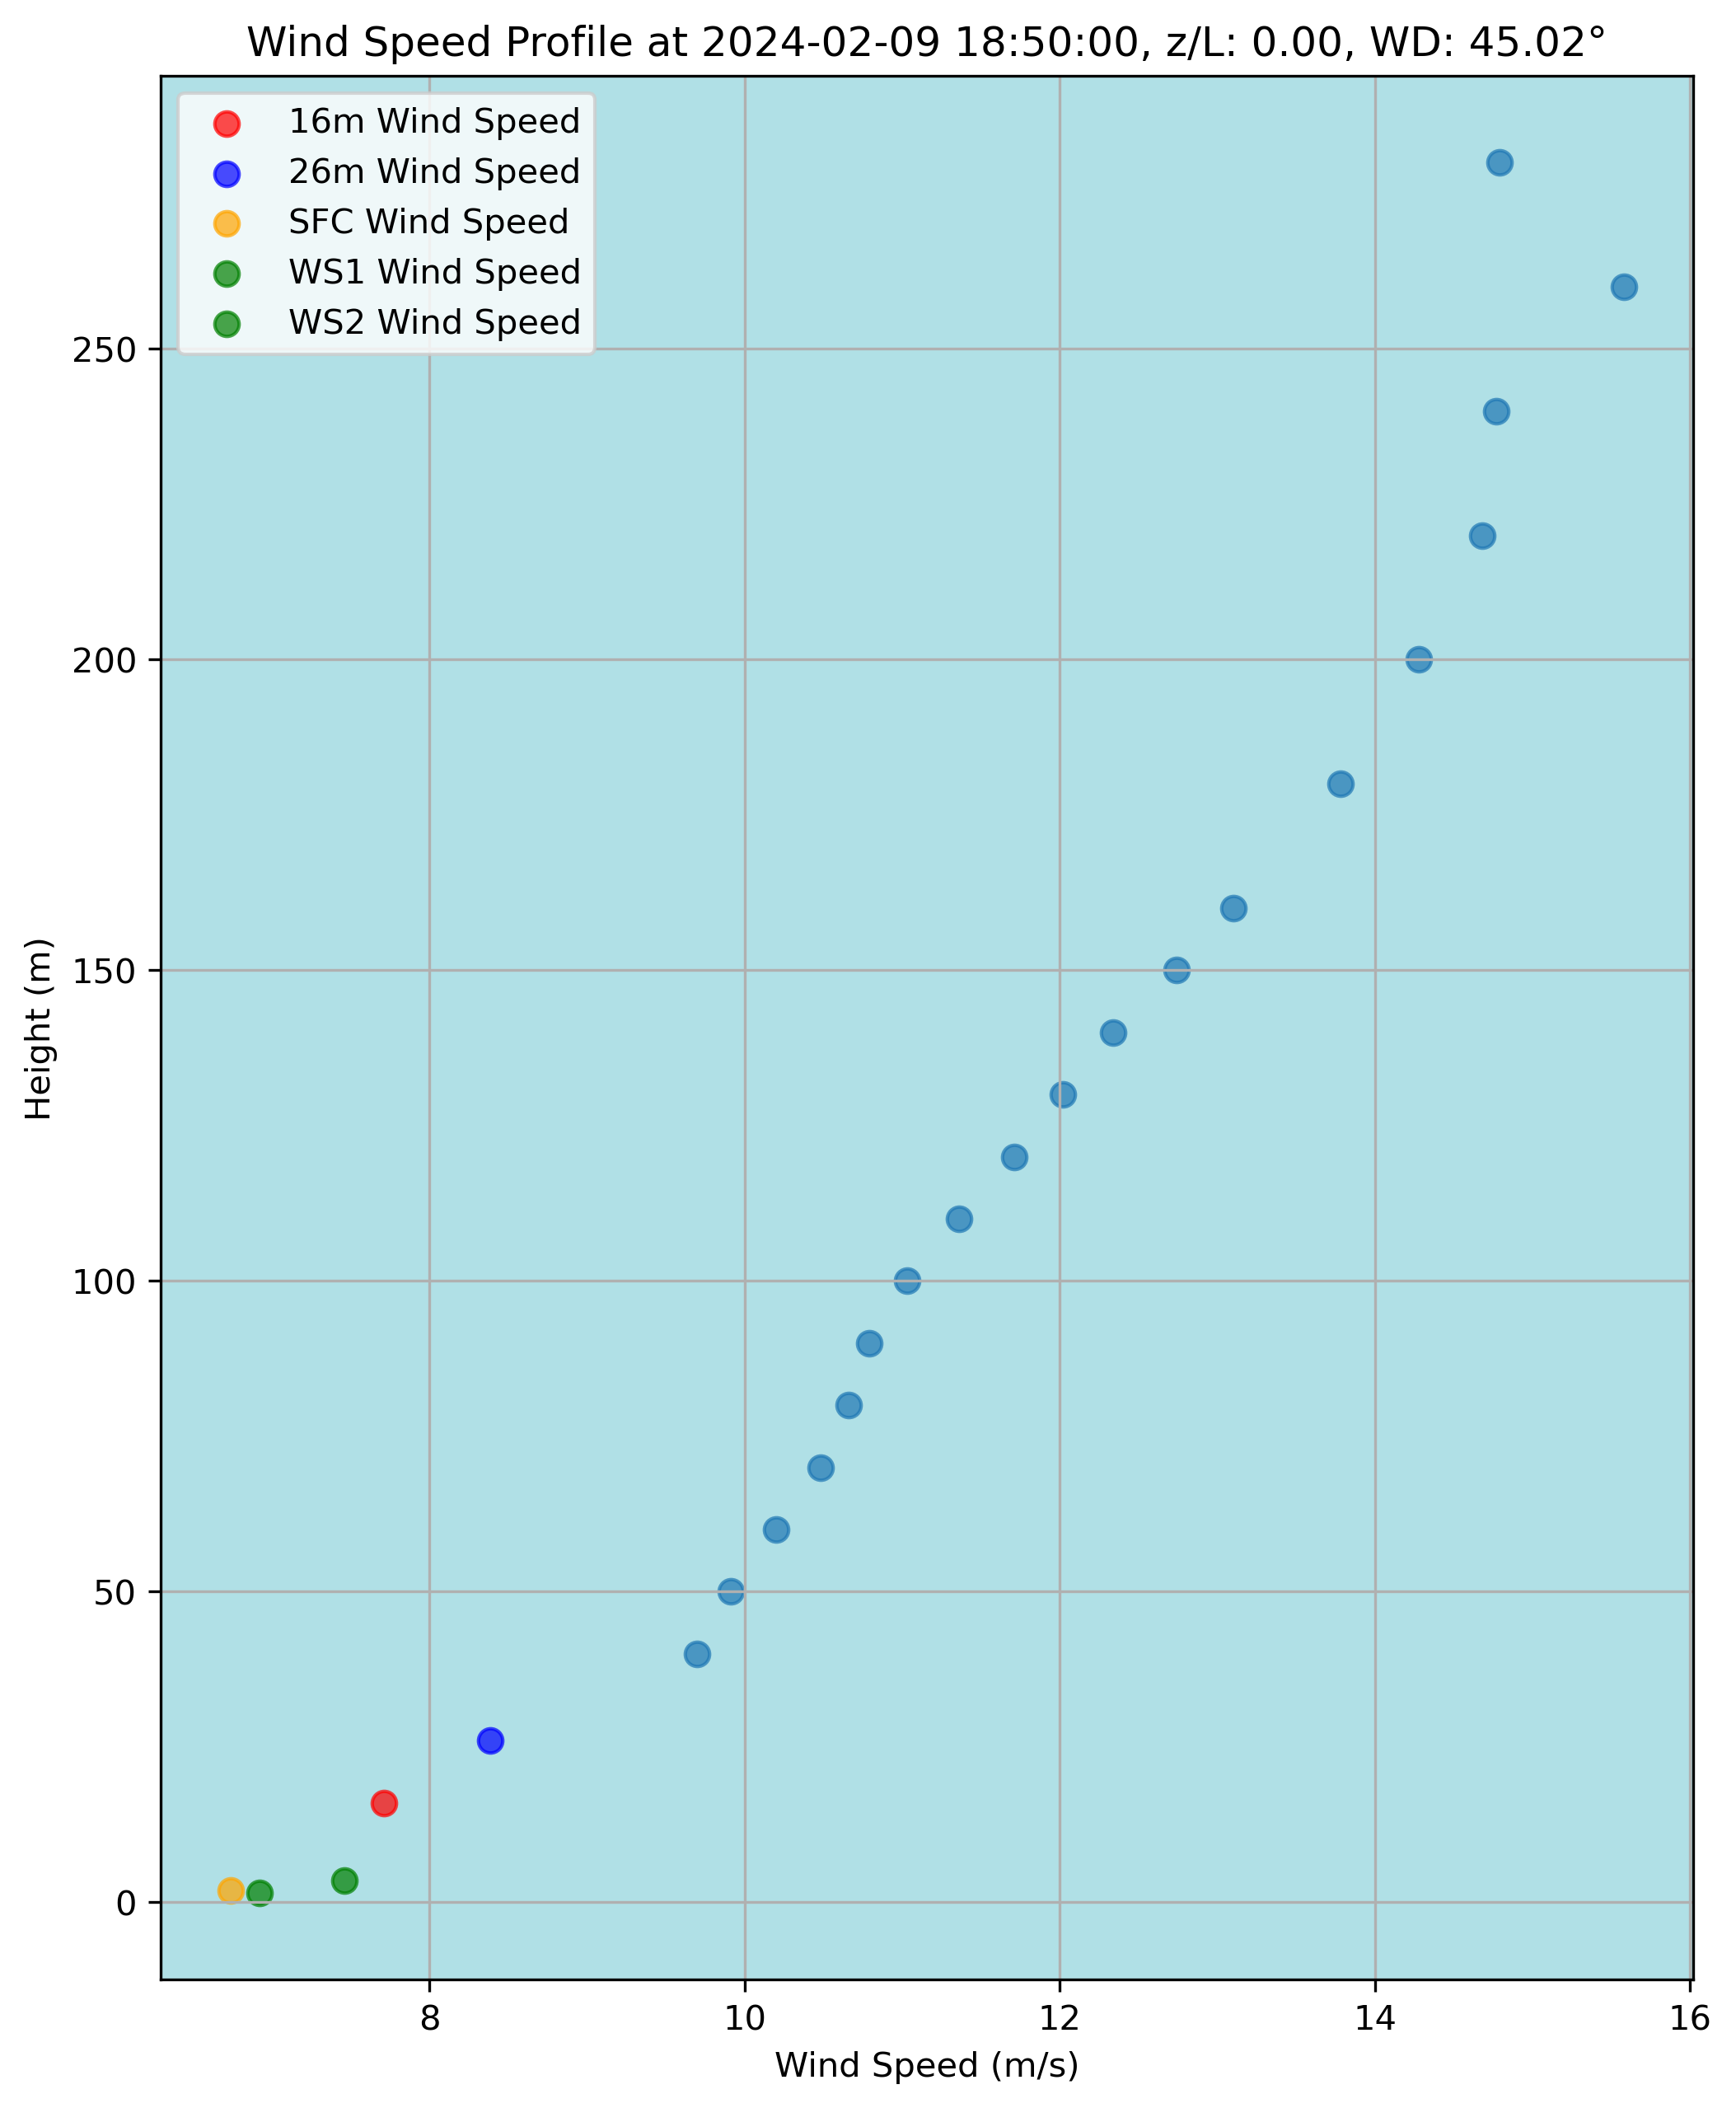 Wind Speed Profile at 2024-02-09 18:50:00, z/L: 0.00, WD: 45.02°
16m Wind Speed
26m Wind Speed
SFC Wind Speed
WS1 Wind Speed
WS2 Wind Speed
250
200
150
100
50
0
Height (m)
8 10 12 14 16
Wind Speed (m/s)